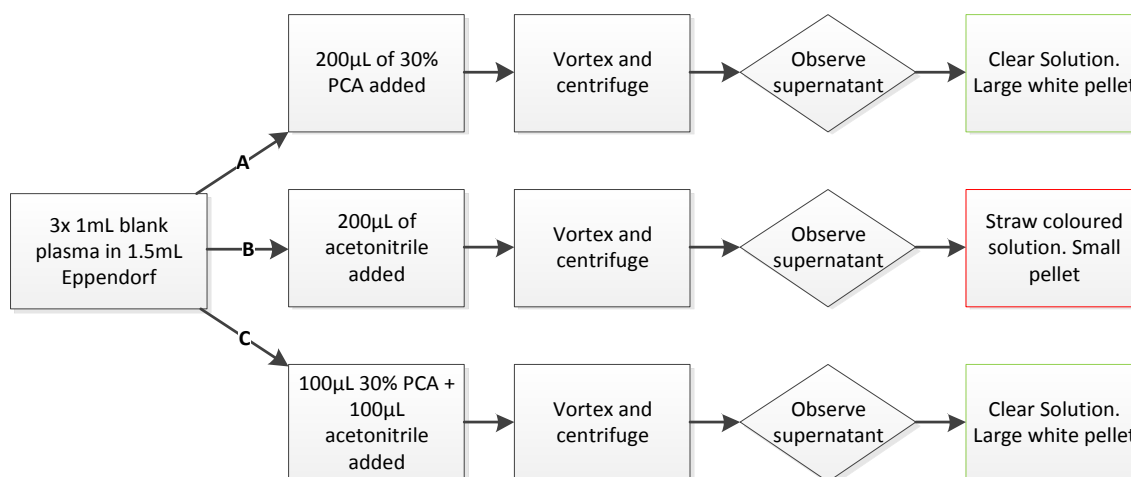 200µL of 30%
PCA added
Vortex and
centrifuge
Observe
supernatant
Clear Solution.
Large white pellet
A
3x 1mL blank
plasma in 1.5mL
Eppendorf
B
200µL of
acetonitrile
added
Vortex and
centrifuge
Observe
supernatant
Straw coloured
solution. Small
pellet
C
100µL 30% PCA +
100µL
acetonitrile
added
Vortex and
centrifuge
Observe
supernatant
Clear Solution.
Large white pellet